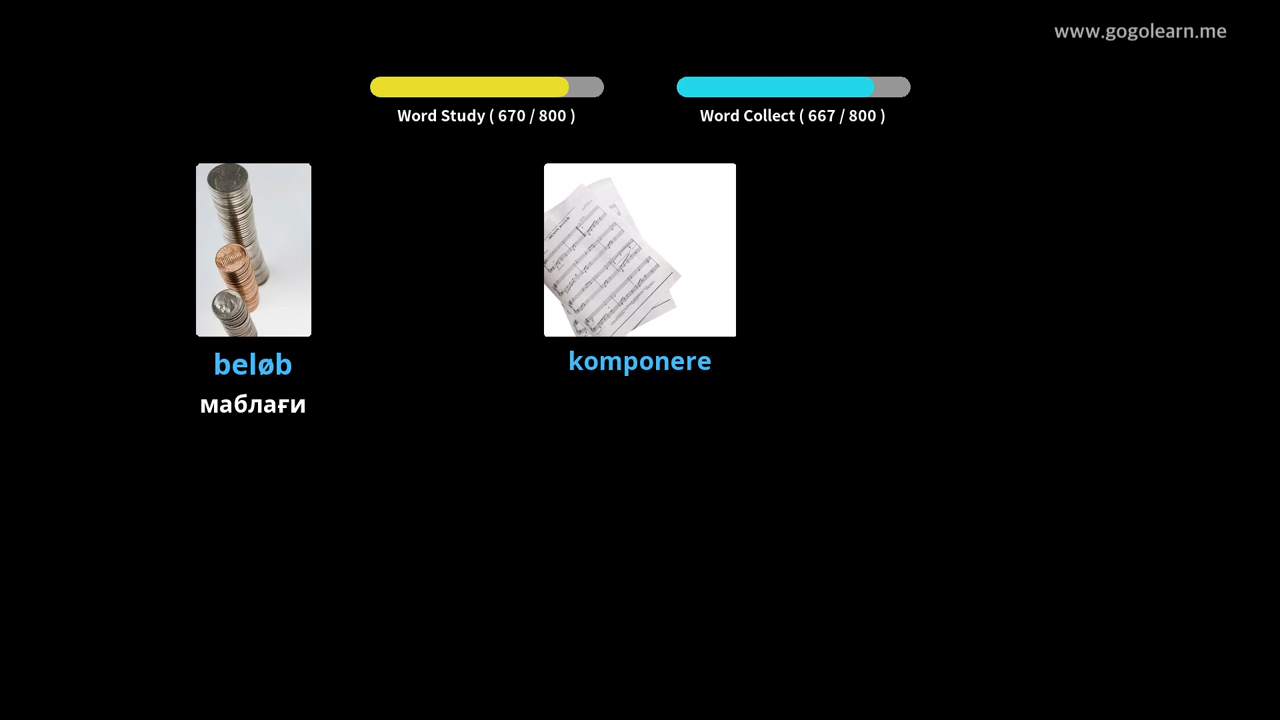 www.gogolearn.me
Word Study ( 670 / 800 )
Word Collect ( 667 / 800 )
beløb
маблағи
komponere